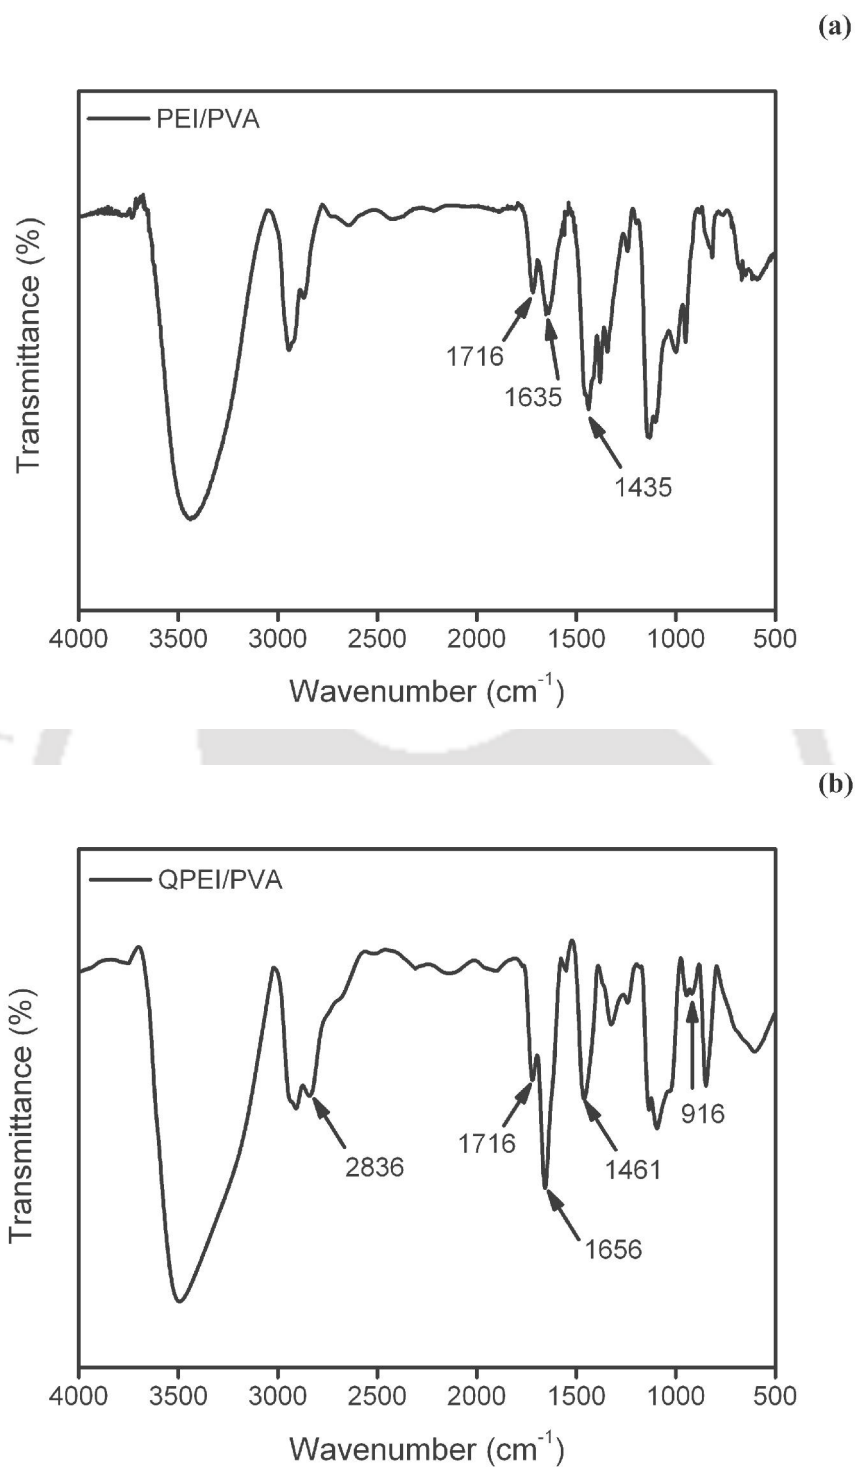 (a)
PEI/PVA
Transmittance (%)
1716
1635
1435
4000 3500 3000 2500 2000 1500 1000 500
Wavenumber (cm⁻¹)
(b)
QPEI/PVA
Transmittance (%)
916
2836
1716
1461
1656
4000 3500 3000 2500 2000 1500 1000 500
Wavenumber (cm⁻¹)